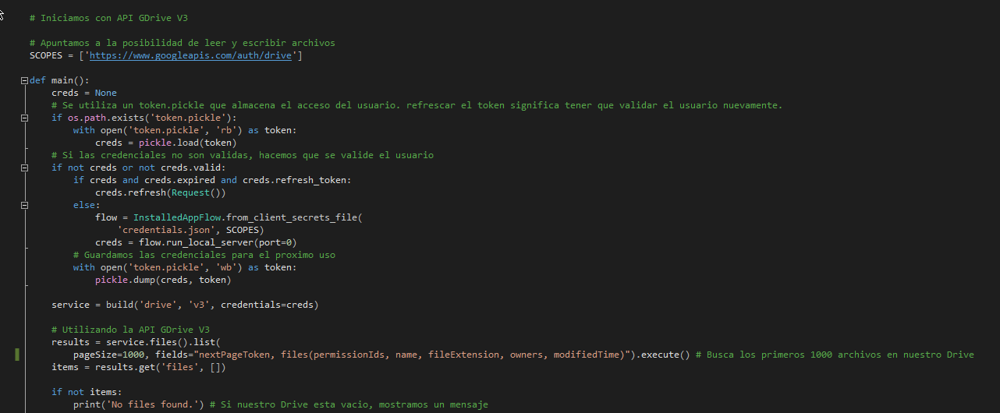 # Iniciamos con API GDrive V3
# Apuntamos a la posibilidad de leer y escribir archivos
SCOPES = ['https://www.googleapis.com/auth/drive']
def main():
    creds = None
    # Se utiliza un token.pickle que almacena el acceso del usuario. refrescar el token significa tener que validar el usuario nuevamente.
    if os.path.exists('token.pickle'):
        with open('token.pickle', 'rb') as token:
            creds = pickle.load(token)
    # Si las credenciales no son validas, hacemos que se valide el usuario
    if not creds or not creds.valid:
        if creds and creds.expired and creds.refresh_token:
            creds.refresh(Request())
        else:
            flow = InstalledAppFlow.from_client_secrets_file(
                'credentials.json', SCOPES)
            creds = flow.run_local_server(port=0)
        # Guardamos las credenciales para el proximo uso
        with open('token.pickle', 'wb') as token:
            pickle.dump(creds, token)
    service = build('drive', 'v3', credentials=creds)
    # Utilizando la API GDrive V3
    results = service.files().list(
        pageSize=1000, fields="nextPageToken, files(permissionIds, name, fileExtension, owners, modifiedTime)").execute() # Busca los primeros 1000 archivos en nuestro Drive
    items = results.get('files', [])
    if not items:
        print('No files found.') # Si nuestro Drive esta vacio, mostramos un mensaje